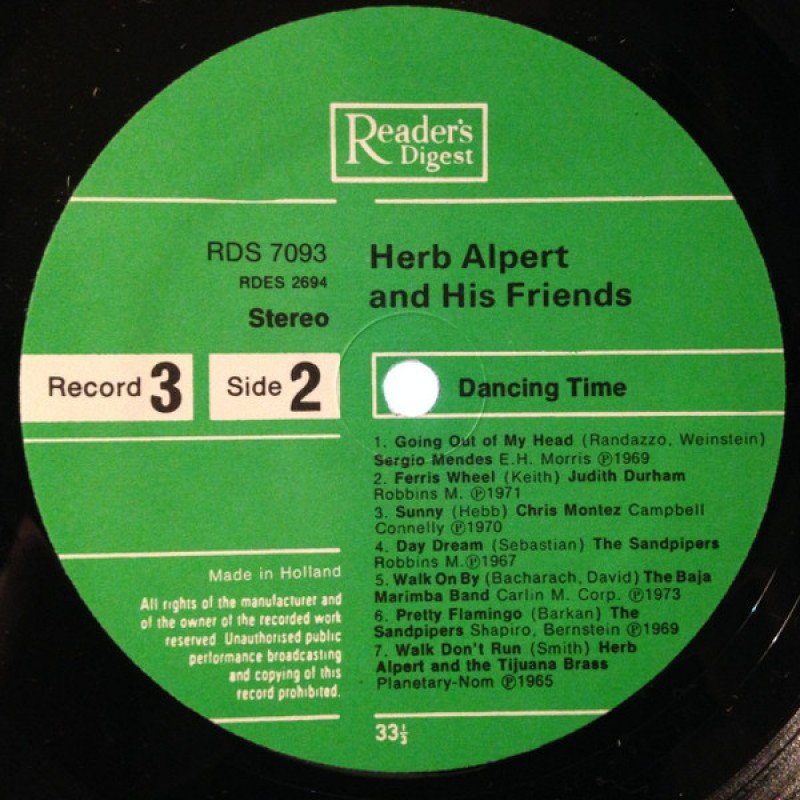 Reader's
Digest
RDS 7093
RDES 2694
Stereo
Herb Alpert
and His Friends
Record 3
Side 2
Dancing Time
1. Going Out of My Head (Randazzo, Weinstein)
Sergio Mendes E.H. Morris ℗1969
2. Ferris Wheel (Keith) Judith Durham
Robbins M. ℗1971
3. Sunny (Hebb) Chris Montez Campbell
Connelly ℗1970
4. Day Dream (Sebastian) The Sandpipers
Robbins M.℗1967
5. Walk On By (Bacharach, David) The Baja
Marimba Band Carlin M. Corp. ℗1973
6. Pretty Flamingo (Barkan) The
Sandpipers Shapiro, Bernstein ℗1969
7. Walk Don't Run (Smith) Herb
Alpert and the Tijuana Brass
Planetary-Nom ℗1965
Made in Holland
All rights of the manufacturer and
of the owner of the recorded work
reserved. Unauthorised public
performance broadcasting
and copying of this
record prohibited.
33⅓